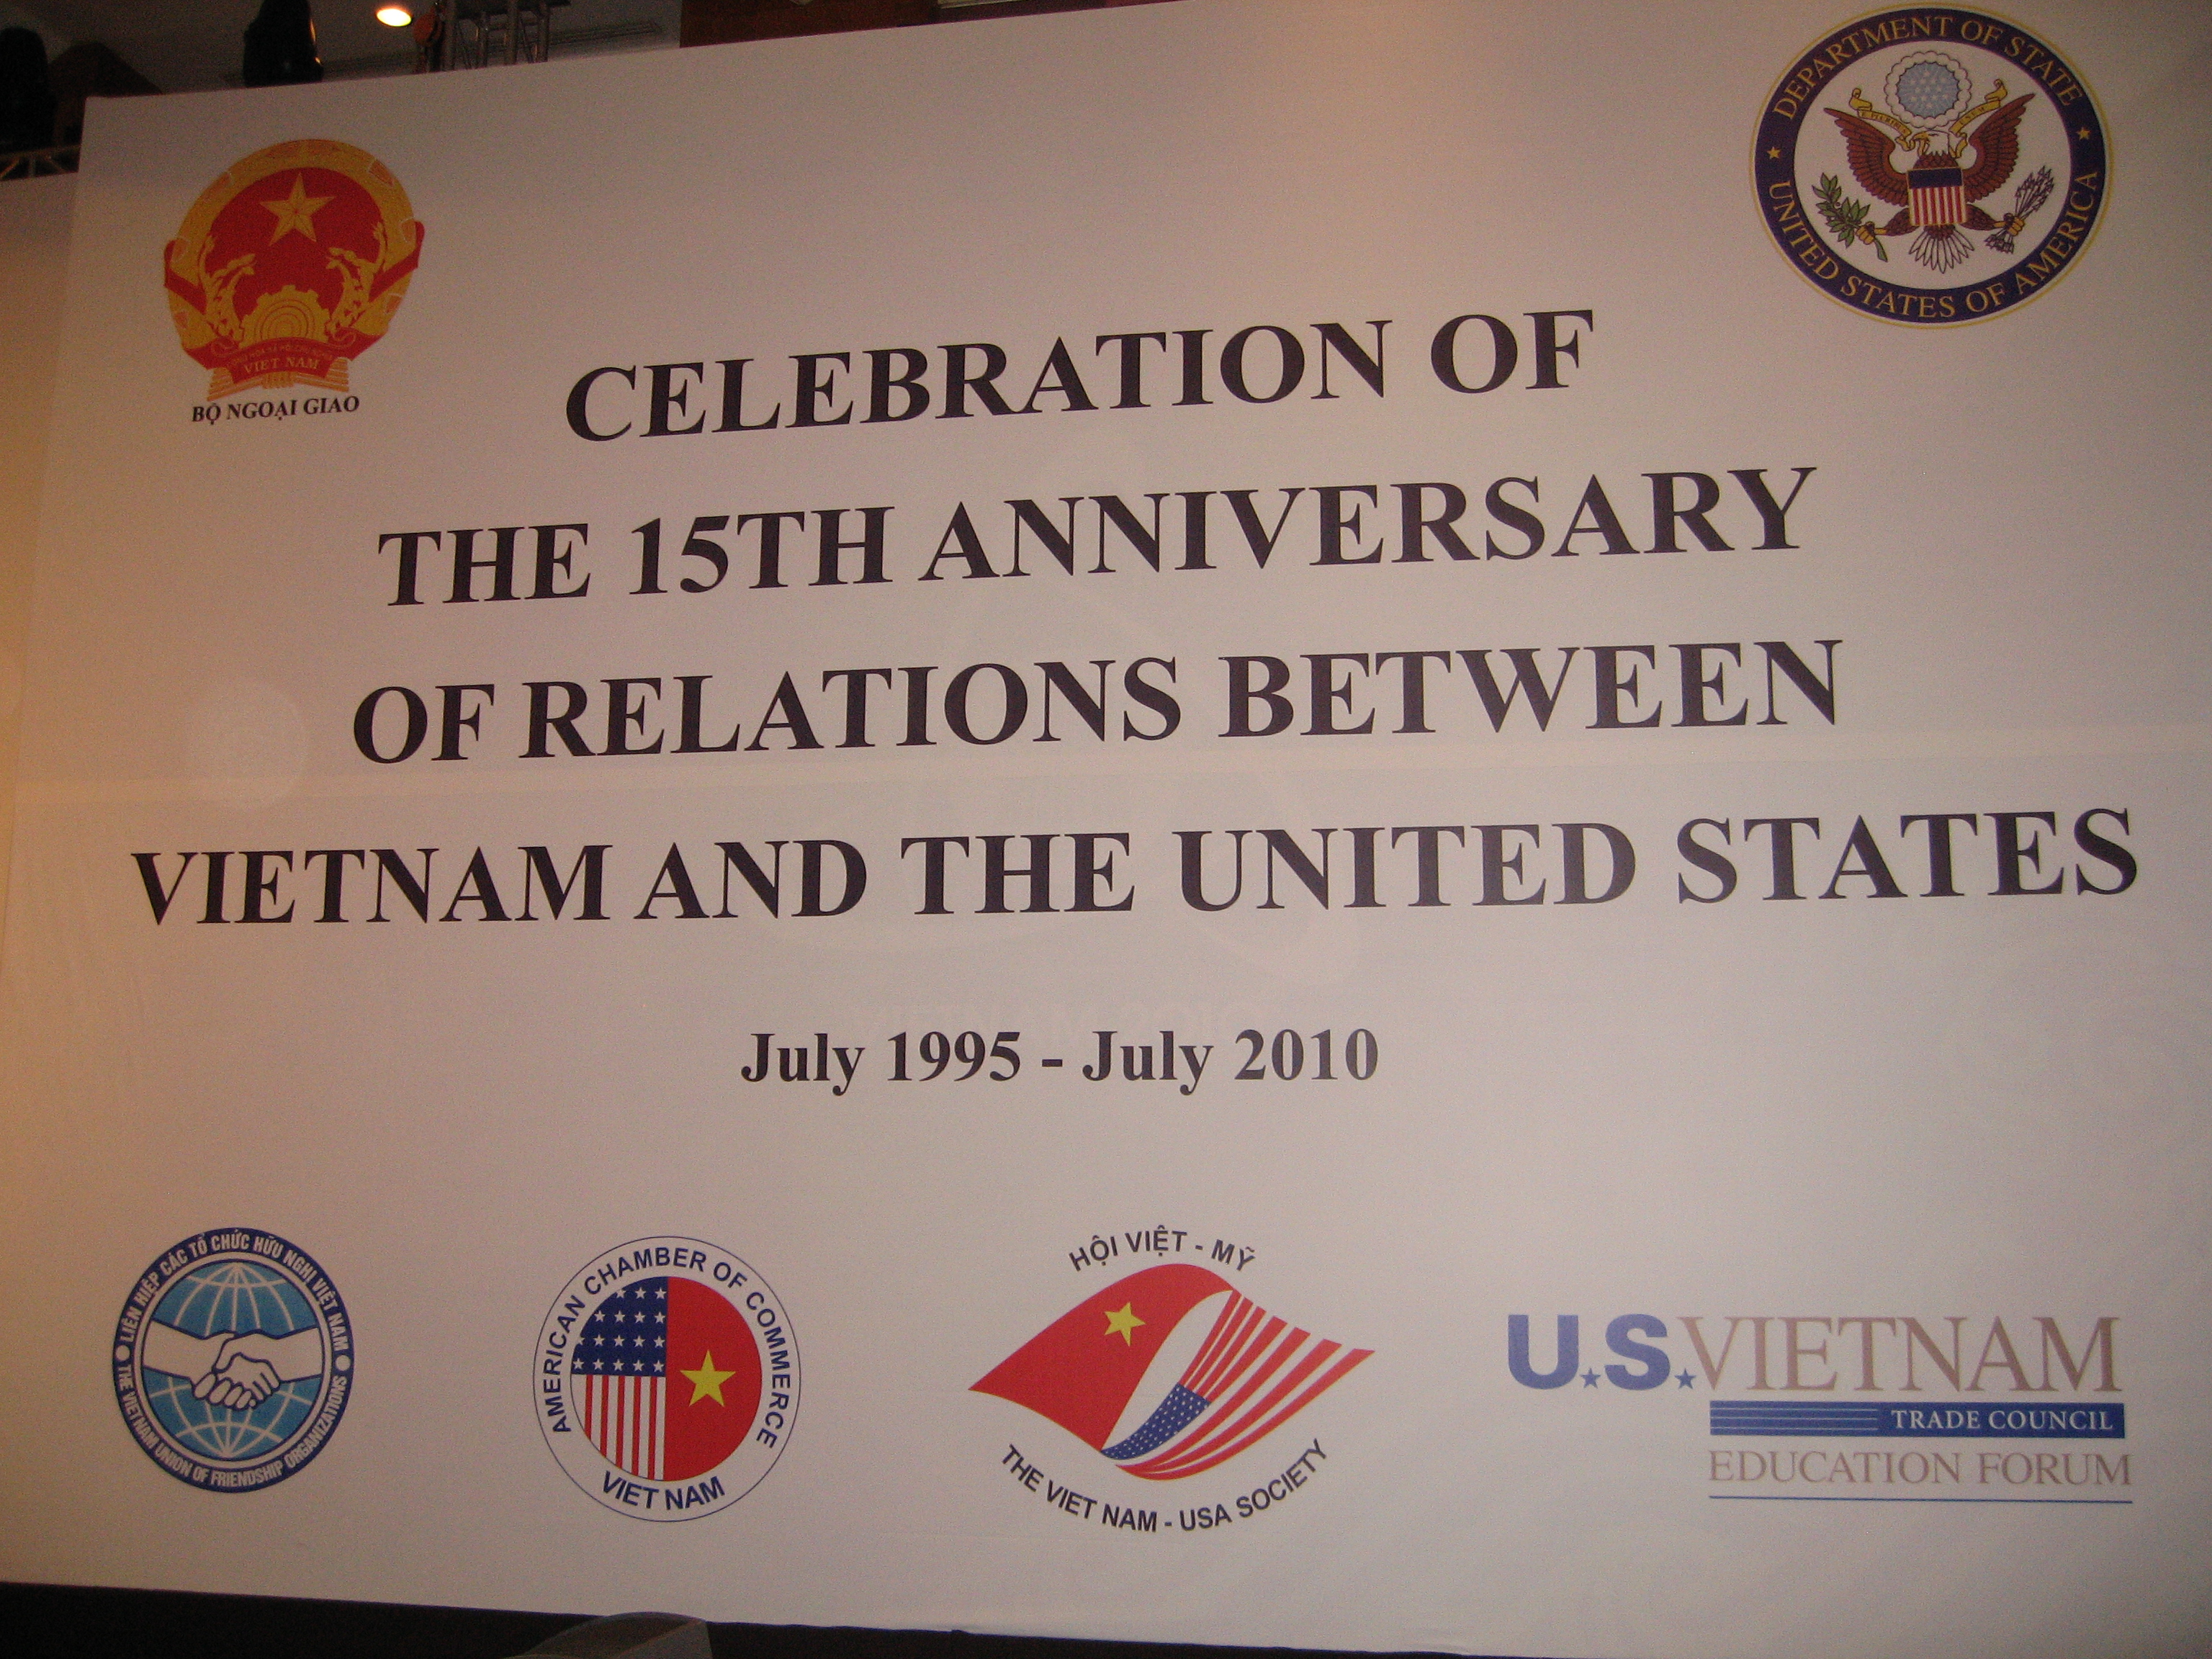 DEPARTMENT OF STATE
UNITED STATES OF AMERICA
VIET NAM
BỘ NGOẠI GIAO
CELEBRATION OF
THE 15TH ANNIVERSARY
OF RELATIONS BETWEEN
VIETNAM AND THE UNITED STATES
July 1995 - July 2010
LIÊN HIỆP CÁC TỔ CHỨC HỮU NGHỊ VIỆT NAM
THE VIETNAM UNION OF FRIENDSHIP ORGANIZATIONS
AMERICAN CHAMBER OF COMMERCE
VIET NAM
HỘI VIỆT - MỸ
THE VIET NAM - USA SOCIETY
U.S.VIETNAM
TRADE COUNCIL
EDUCATION FORUM